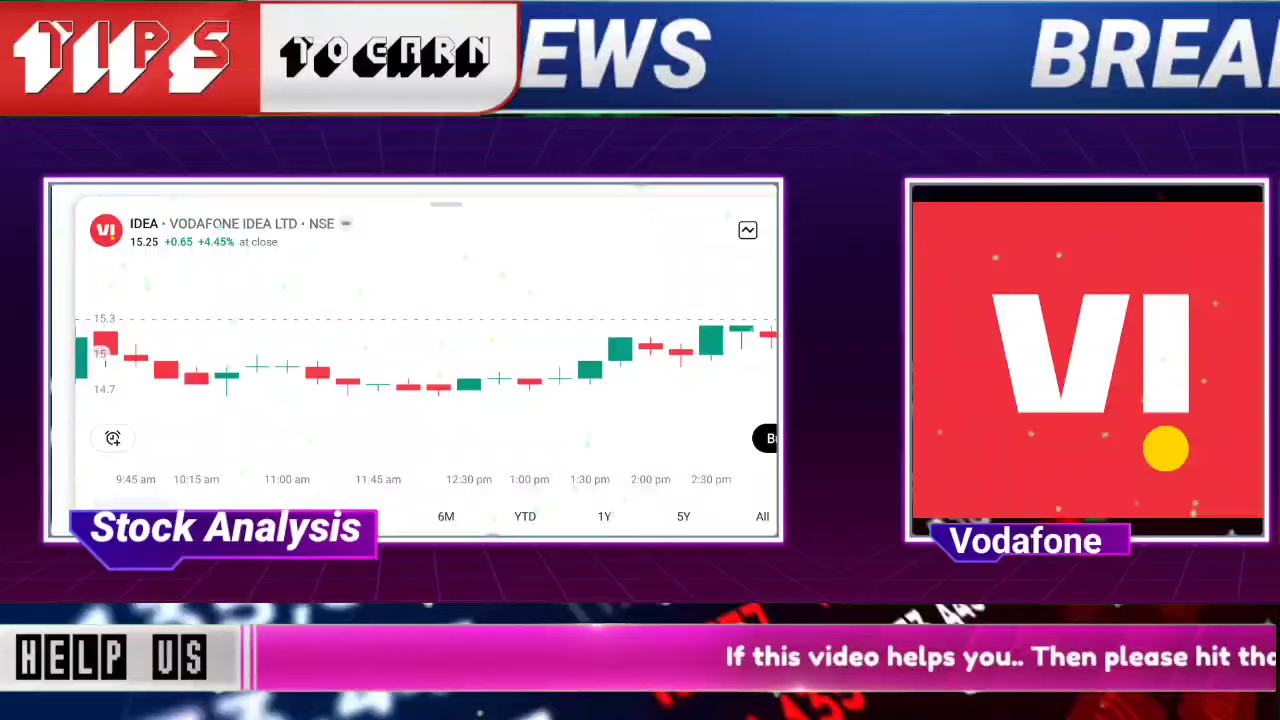 TIPS
TO EARN
EWS
BREA
IDEA • VODAFONE IDEA LTD • NSE
15.25 +0.65 +4.45% at close
15.3
15
14.7
9:45 am 10:15 am 11:00 am 11:45 am 12:30 pm 1:00 pm 1:30 pm 2:00 pm 2:30 pm
6M YTD 1Y 5Y All
Stock Analysis
VI
Vodafone
HELP US
If this video helps you.. Then please hit tha